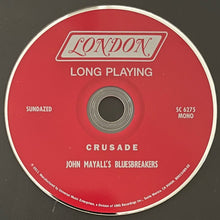 LONDON
LONG PLAYING
SUNDAZED
SC 6275
MONO
CRUSADE
JOHN MAYALL'S BLUESBREAKERS